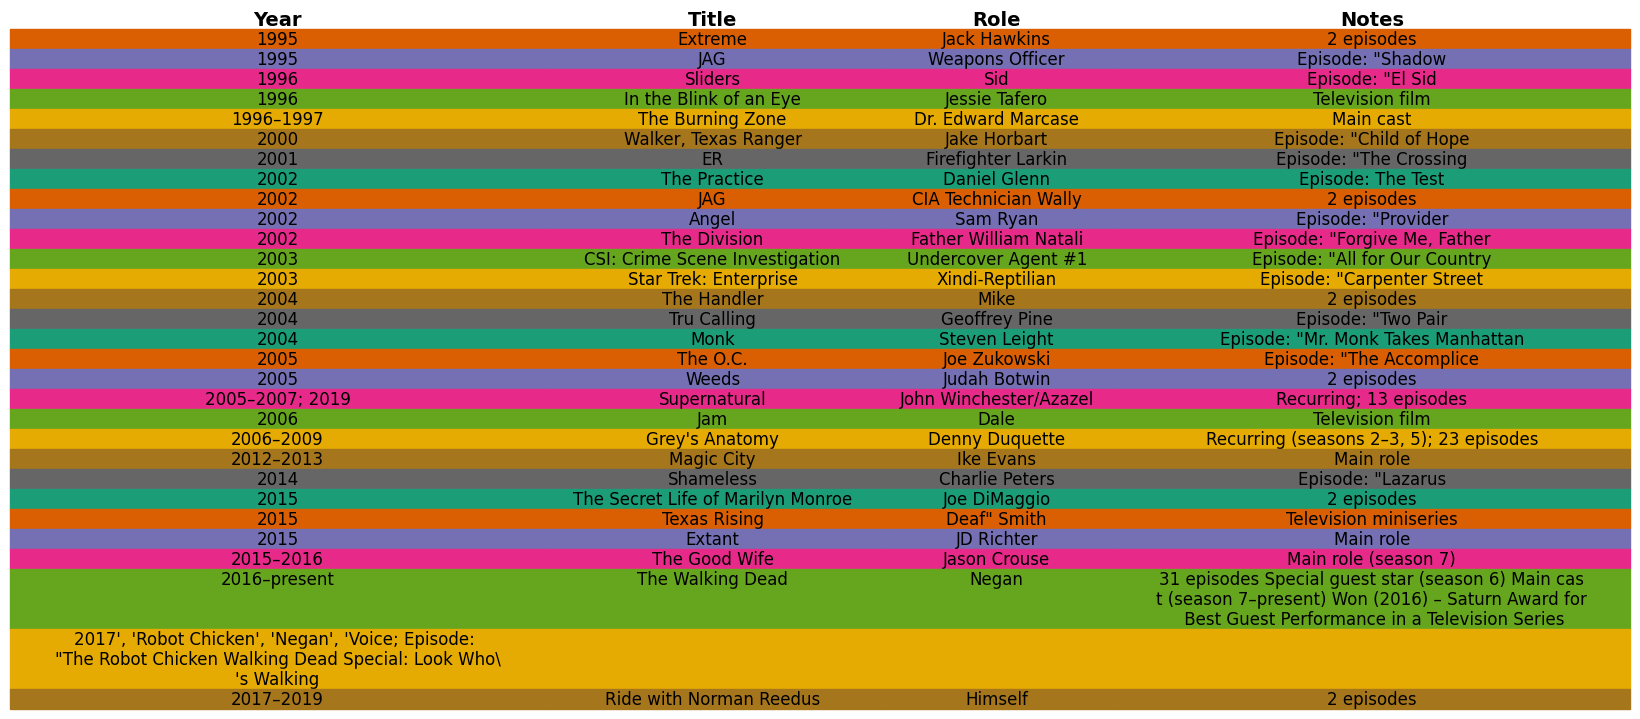 Year Title Role Notes
1995 Extreme Jack Hawkins 2 episodes
1995 JAG Weapons Officer Episode: "Shadow
1996 Sliders Sid Episode: "El Sid
1996 In the Blink of an Eye Jessie Tafero Television film
1996–1997 The Burning Zone Dr. Edward Marcase Main cast
2000 Walker, Texas Ranger Jake Horbart Episode: "Child of Hope
2001 ER Firefighter Larkin Episode: "The Crossing
2002 The Practice Daniel Glenn Episode: The Test
2002 JAG CIA Technician Wally 2 episodes
2002 Angel Sam Ryan Episode: "Provider
2002 The Division Father William Natali Episode: "Forgive Me, Father
2003 CSI: Crime Scene Investigation Undercover Agent #1 Episode: "All for Our Country
2003 Star Trek: Enterprise Xindi-Reptilian Episode: "Carpenter Street
2004 The Handler Mike 2 episodes
2004 Tru Calling Geoffrey Pine Episode: "Two Pair
2004 Monk Steven Leight Episode: "Mr. Monk Takes Manhattan
2005 The O.C. Joe Zukowski Episode: "The Accomplice
2005 Weeds Judah Botwin 2 episodes
2005–2007; 2019 Supernatural John Winchester/Azazel Recurring; 13 episodes
2006 Jam Dale Television film
2006–2009 Grey's Anatomy Denny Duquette Recurring (seasons 2–3, 5); 23 episodes
2012–2013 Magic City Ike Evans Main role
2014 Shameless Charlie Peters Episode: "Lazarus
2015 The Secret Life of Marilyn Monroe Joe DiMaggio 2 episodes
2015 Texas Rising Deaf" Smith Television miniseries
2015 Extant JD Richter Main role
2015–2016 The Good Wife Jason Crouse Main role (season 7)
2016–present The Walking Dead Negan 31 episodes Special guest star (season 6) Main cas
t (season 7–present) Won (2016) – Saturn Award for
Best Guest Performance in a Television Series
2017', 'Robot Chicken', 'Negan', 'Voice; Episode:
"The Robot Chicken Walking Dead Special: Look Who\
's Walking
2017–2019 Ride with Norman Reedus Himself 2 episodes